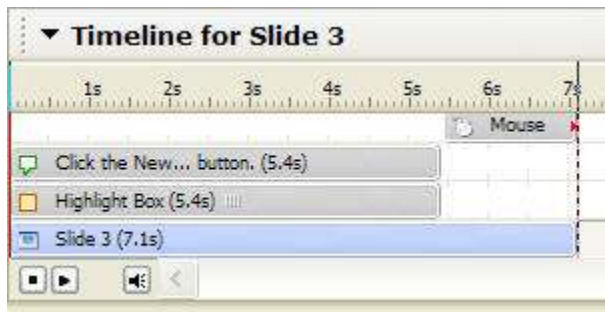 Timeline for Slide 3
1s 2s 3s 4s 5s 6s 7s
Mouse
Click the New... button. (5.4s)
Highlight Box (5.4s)
Slide 3 (7.1s)